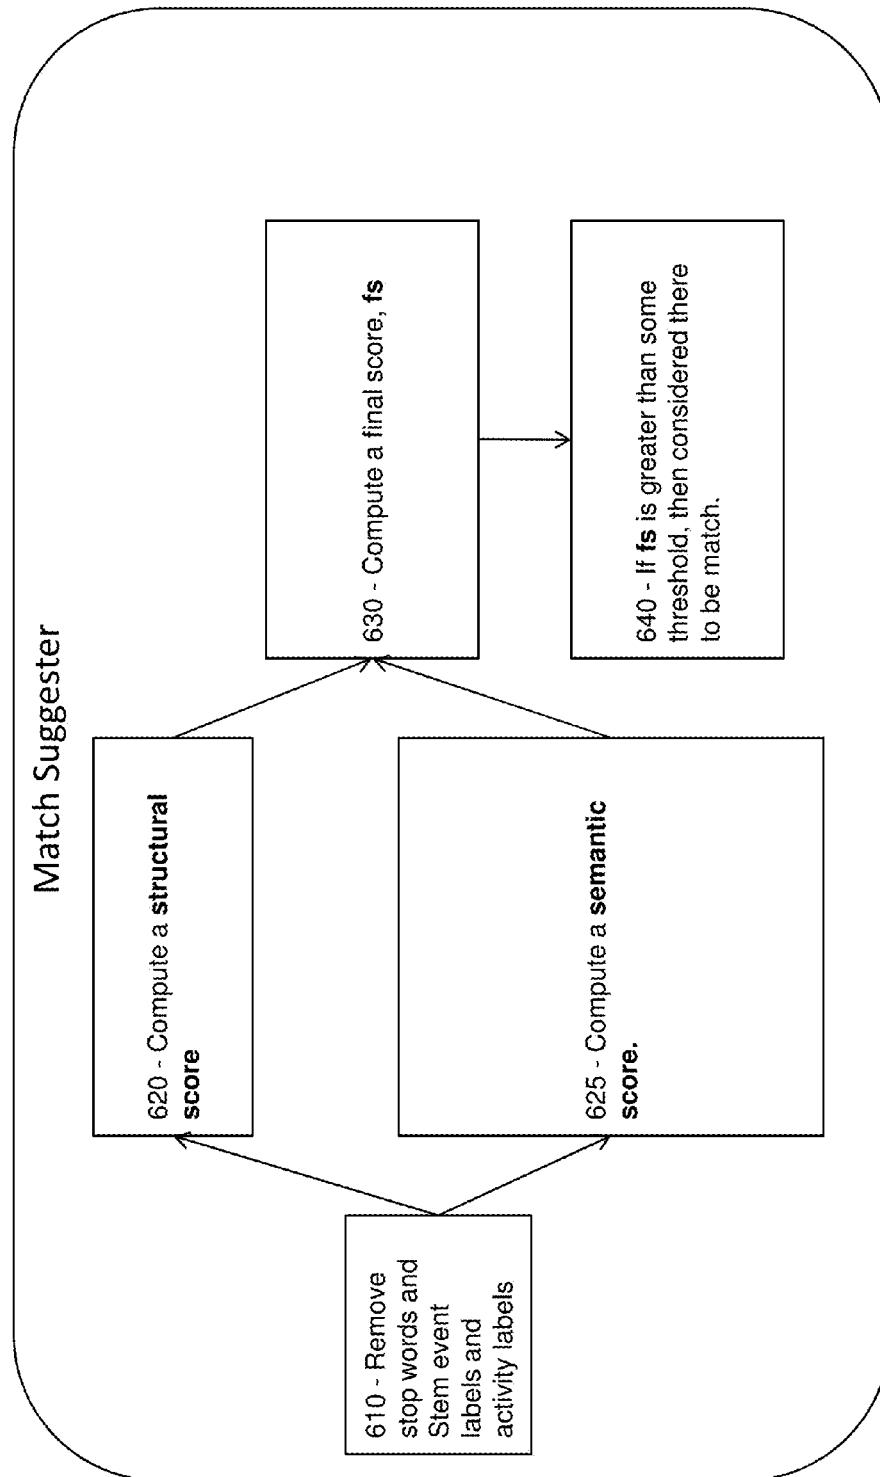 Match Suggester
610 - Remove
stop words and
Stem event
labels and
activity labels
620 - Compute a structural
score
625 - Compute a semantic
score.
630 - Compute a final score, fs
640 - If fs is greater than some
threshold, then considered there
to be match.